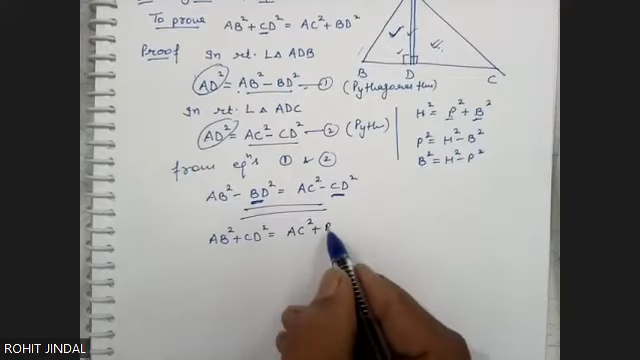 To prove AB² + CD² = AC² + BD²
Proof In rt. L△ ADB
AD² = AB² - BD² - ①
(Pythagoras thm)
In rt. L△ ADC
AD² = AC² - CD² - ② (Pyth)
from eqⁿs ① & ②
AB² - BD² = AC² - CD²
AB² + CD² = AC² +
B D C
H² = P² + B²
P² = H² - B²
B² = H² - P²
ROHIT JINDAL